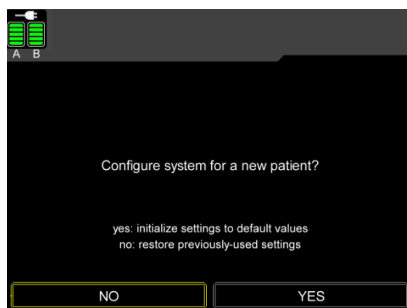 A B
Configure system for a new patient?
yes: initialize settings to default values
no: restore previously-used settings
NO
YES